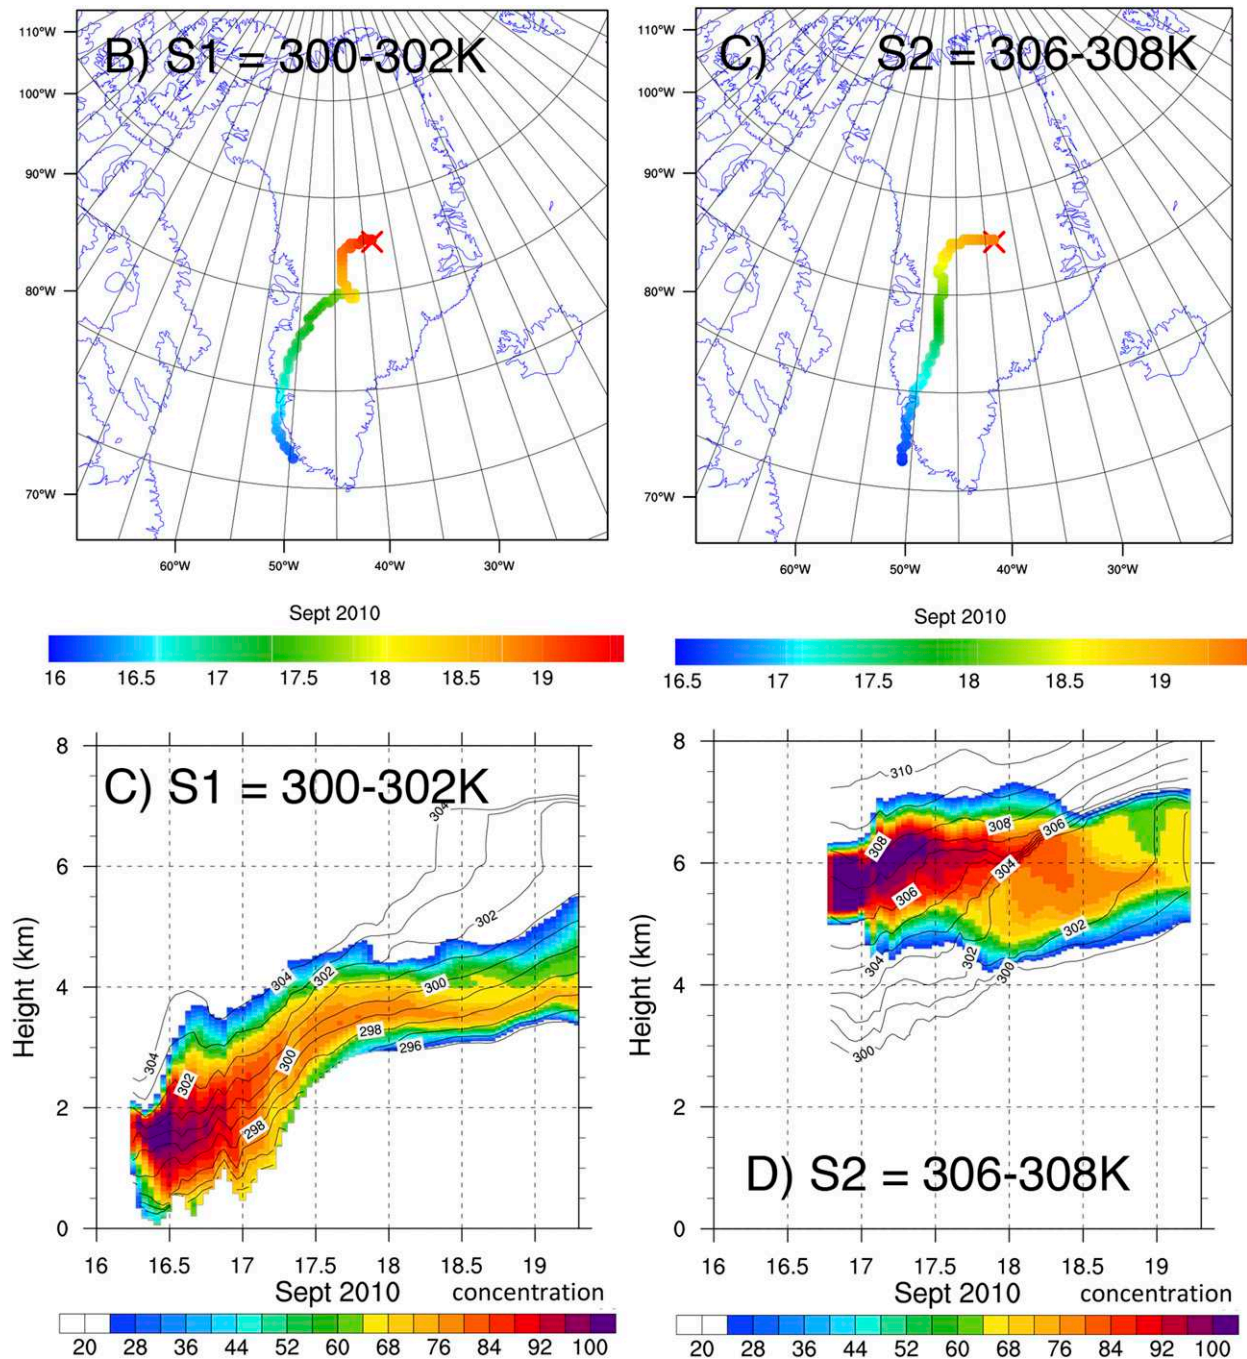 B) S1 = 300-302K
110°W
100°W
90°W
80°W
70°W
60°W 50°W 40°W 30°W
Sept 2010
16 16.5 17 17.5 18 18.5 19
C) S2 = 306-308K
110°W
100°W
90°W
80°W
70°W
60°W 50°W 40°W 30°W
Sept 2010
16.5 17 17.5 18 18.5 19
C) S1 = 300-302K
Height (km)
8
6
4
2
0
304
302
304
302
300
304
302
300
298
298
296
302
304
16 16.5 17 17.5 18 18.5 19
Sept 2010 concentration
20 28 36 44 52 60 68 76 84 92 100
D) S2 = 306-308K
Height (km)
8
6
4
2
0
310
308
308
306
306
304
304
302
302
300
300
16 16.5 17 17.5 18 18.5 19
Sept 2010 concentration
20 28 36 44 52 60 68 76 84 92 100